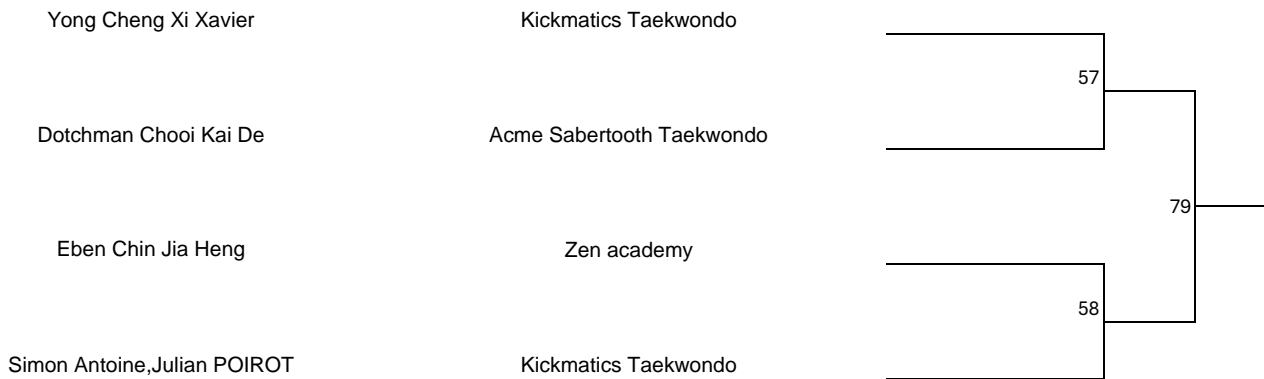 Yong Cheng Xi Xavier Kickmatics Taekwondo
57
Dotchman Chooi Kai De Acme Sabertooth Taekwondo
79
Eben Chin Jia Heng Zen academy
58
Simon Antoine,Julian POIROT Kickmatics Taekwondo